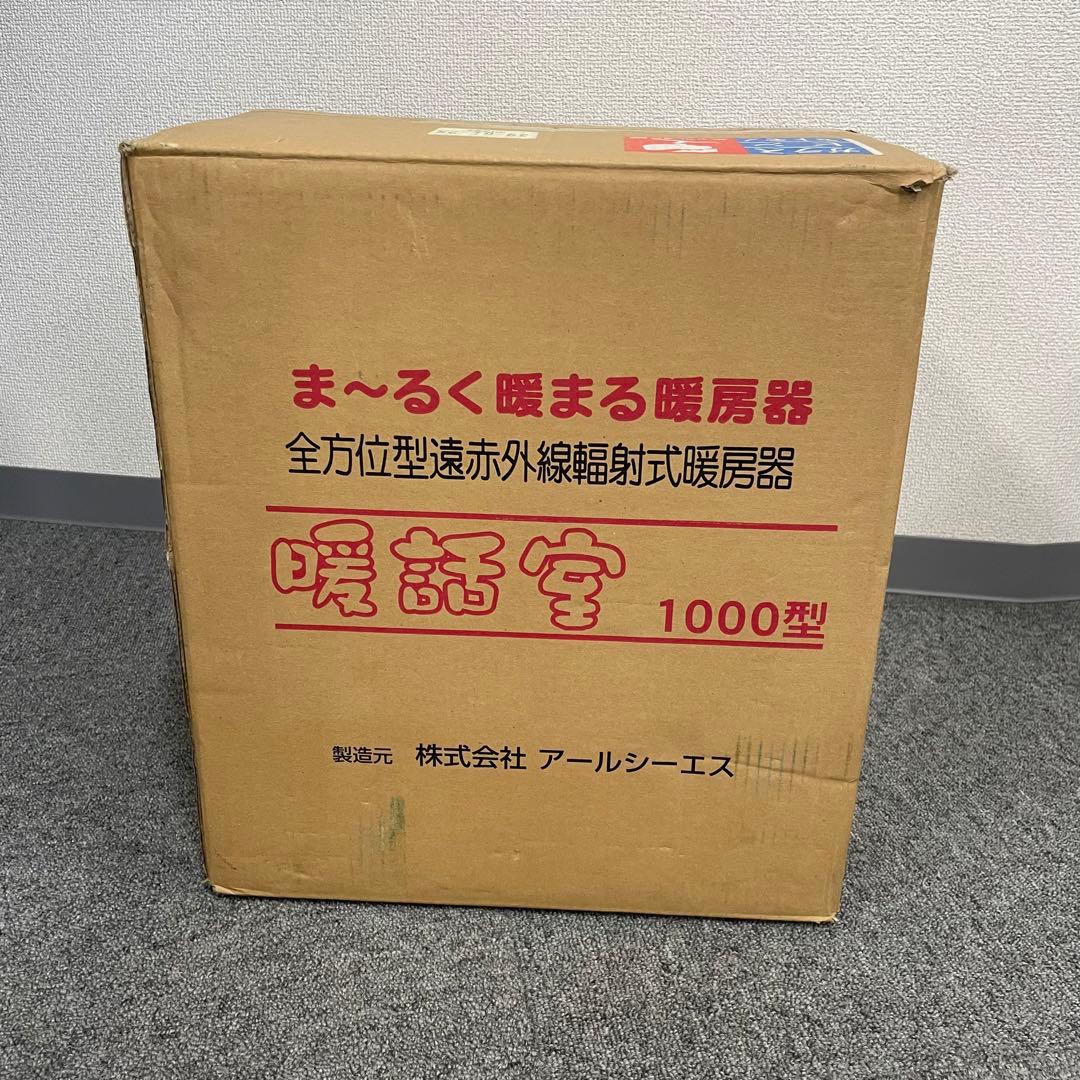 ま〜るく暖まる暖房器
全方位型遠赤外線輻射式暖房器
暖話室 1000型
製造元 株式会社 アールシーエス